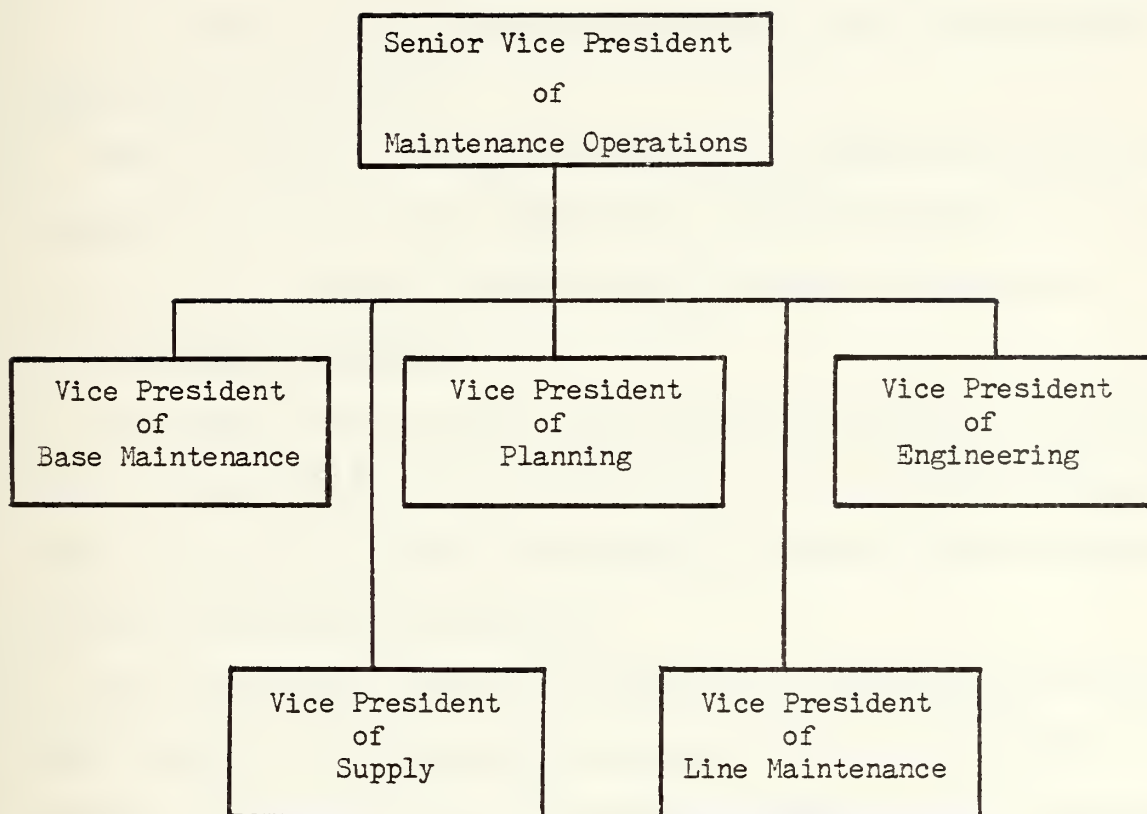 Senior Vice President
of
Maintenance Operations
Vice President
of
Base Maintenance
Vice President
of
Planning
Vice President
of
Engineering
Vice President
of
Supply
Vice President
of
Line Maintenance